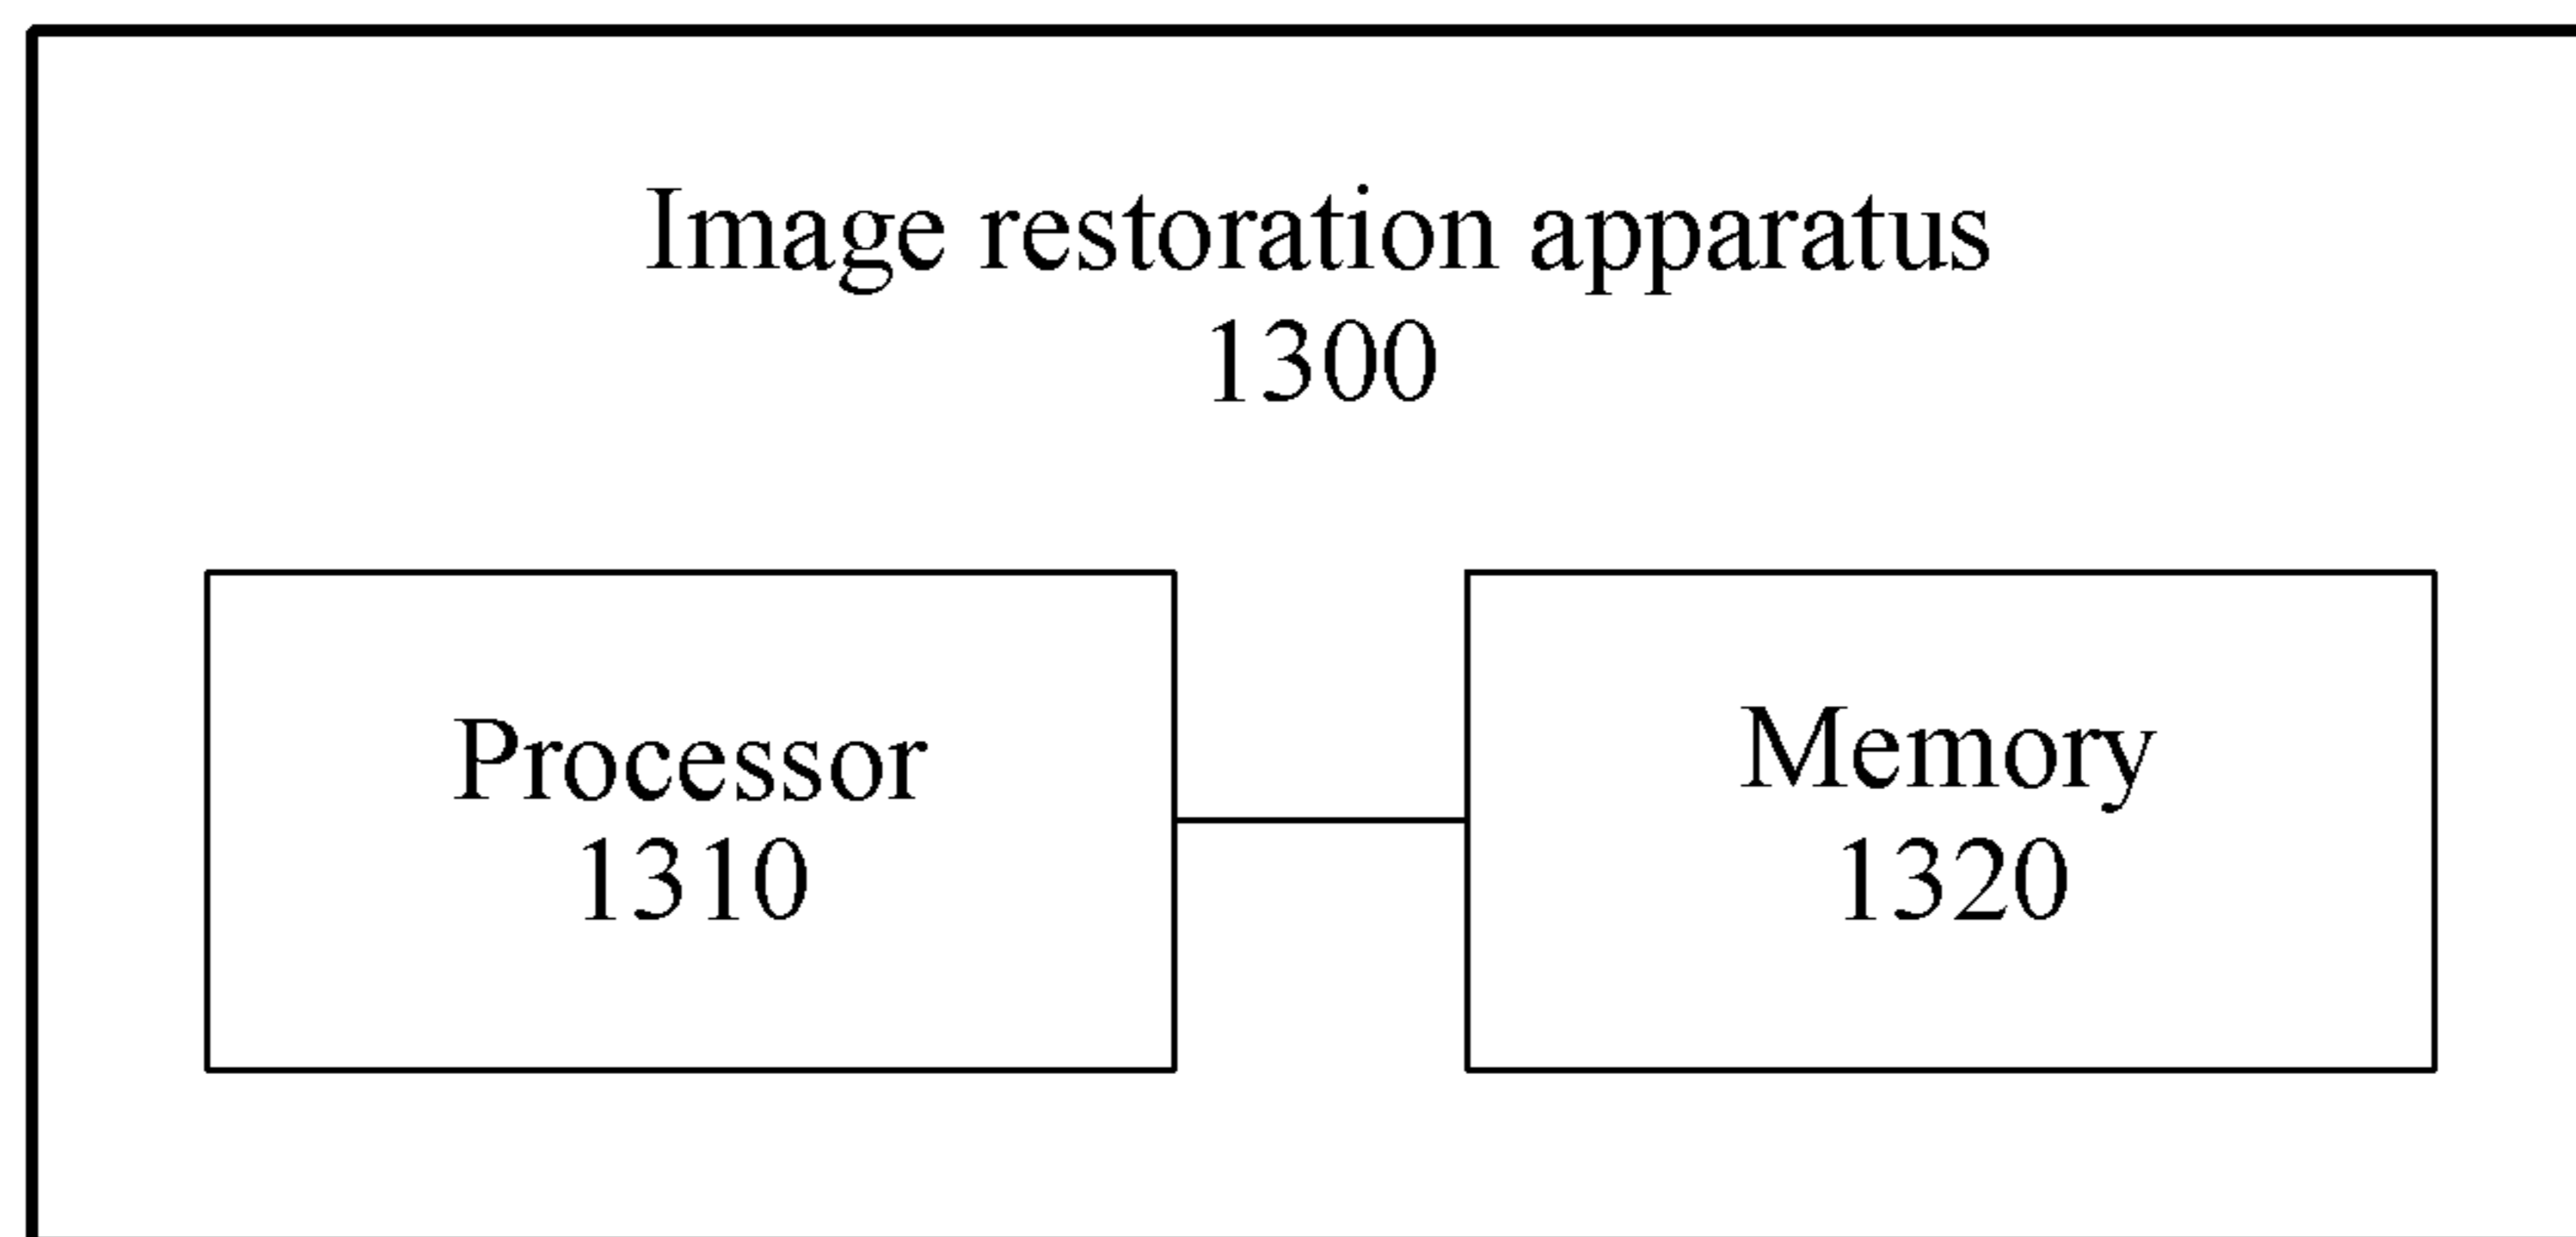 Image restoration apparatus
1300
Processor
1310
Memory
1320